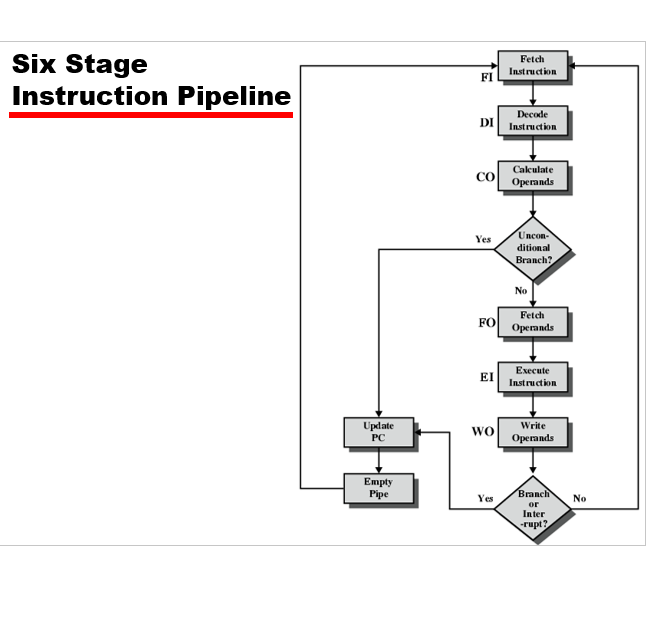 Six Stage
Instruction Pipeline
Fetch
Instruction
FI
DI
Decode
Instruction
CO
Calculate
Operands
Yes
Uncon-
ditional
Branch?
No
FO
Fetch
Operands
EI
Execute
Instruction
WO
Write
Operands
Update
PC
Empty
Pipe
Yes
Branch
or
Inter
-rupt?
No